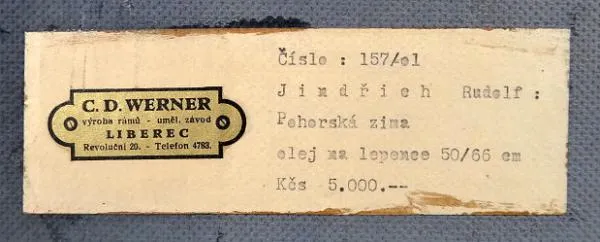 C. D. WERNER
výroba rámů - uměl. závod
LIBEREC
Revoluční 20. - Telefon 4783.
Číslo : 157/ol
Jindřich Rudolf :
Pohorská zima
olej na lepence 50/66 cm
Kčs 5.000.--